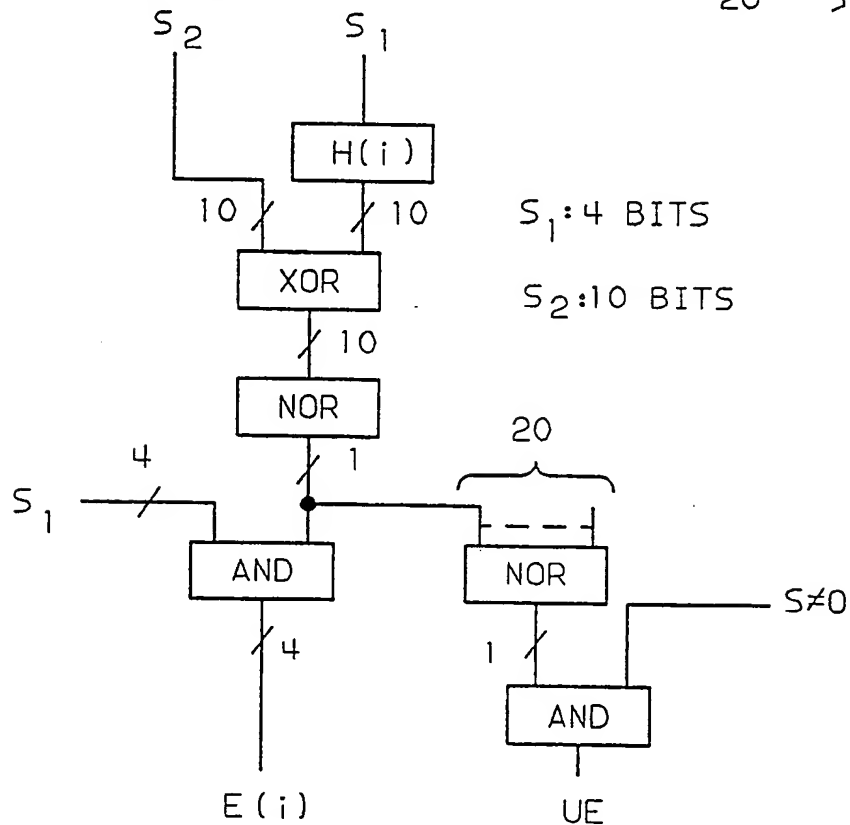 20
S2 S1
H(i)
10 10
S1:4 BITS
XOR
S2:10 BITS
10
NOR
20
4 1
S1
AND
NOR
S≠0
4
1
AND
E(i)
UE